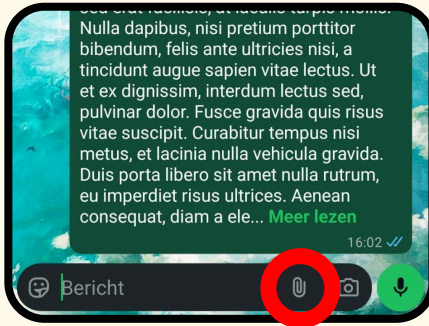 Nulla dapibus, nisi pretium porttitor
bibendum, felis ante ultricies nisi, a
tincidunt augue sapien vitae lectus. Ut
et ex dignissim, interdum lectus sed,
pulvinar dolor. Fusce gravida quis risus
vitae suscipit. Curabitur tempus nisi
metus, et lacinia nulla vehicula gravida.
Duis porta libero sit amet nulla rutrum,
eu imperdiet risus ultrices. Aenean
consequat, diam a ele... Meer lezen
16:02
Bericht